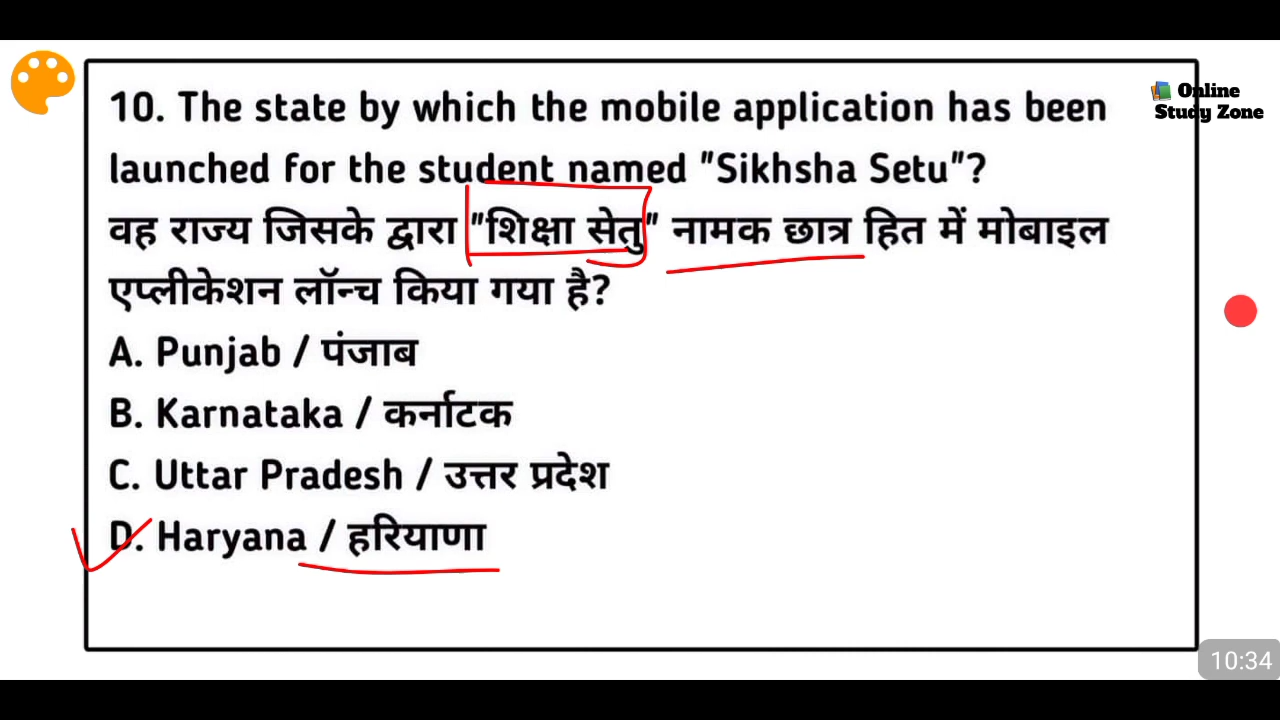 Online
Study Zone
10. The state by which the mobile application has been
launched for the student named "Sikhsha Setu"?
वह राज्य जिसके द्वारा "शिक्षा सेतु" नामक छात्र हित में मोबाइल
एप्लीकेशन लॉन्च किया गया है?
A. Punjab / पंजाब
B. Karnataka / कर्नाटक
C. Uttar Pradesh / उत्तर प्रदेश
D. Haryana / हरियाणा
10:34